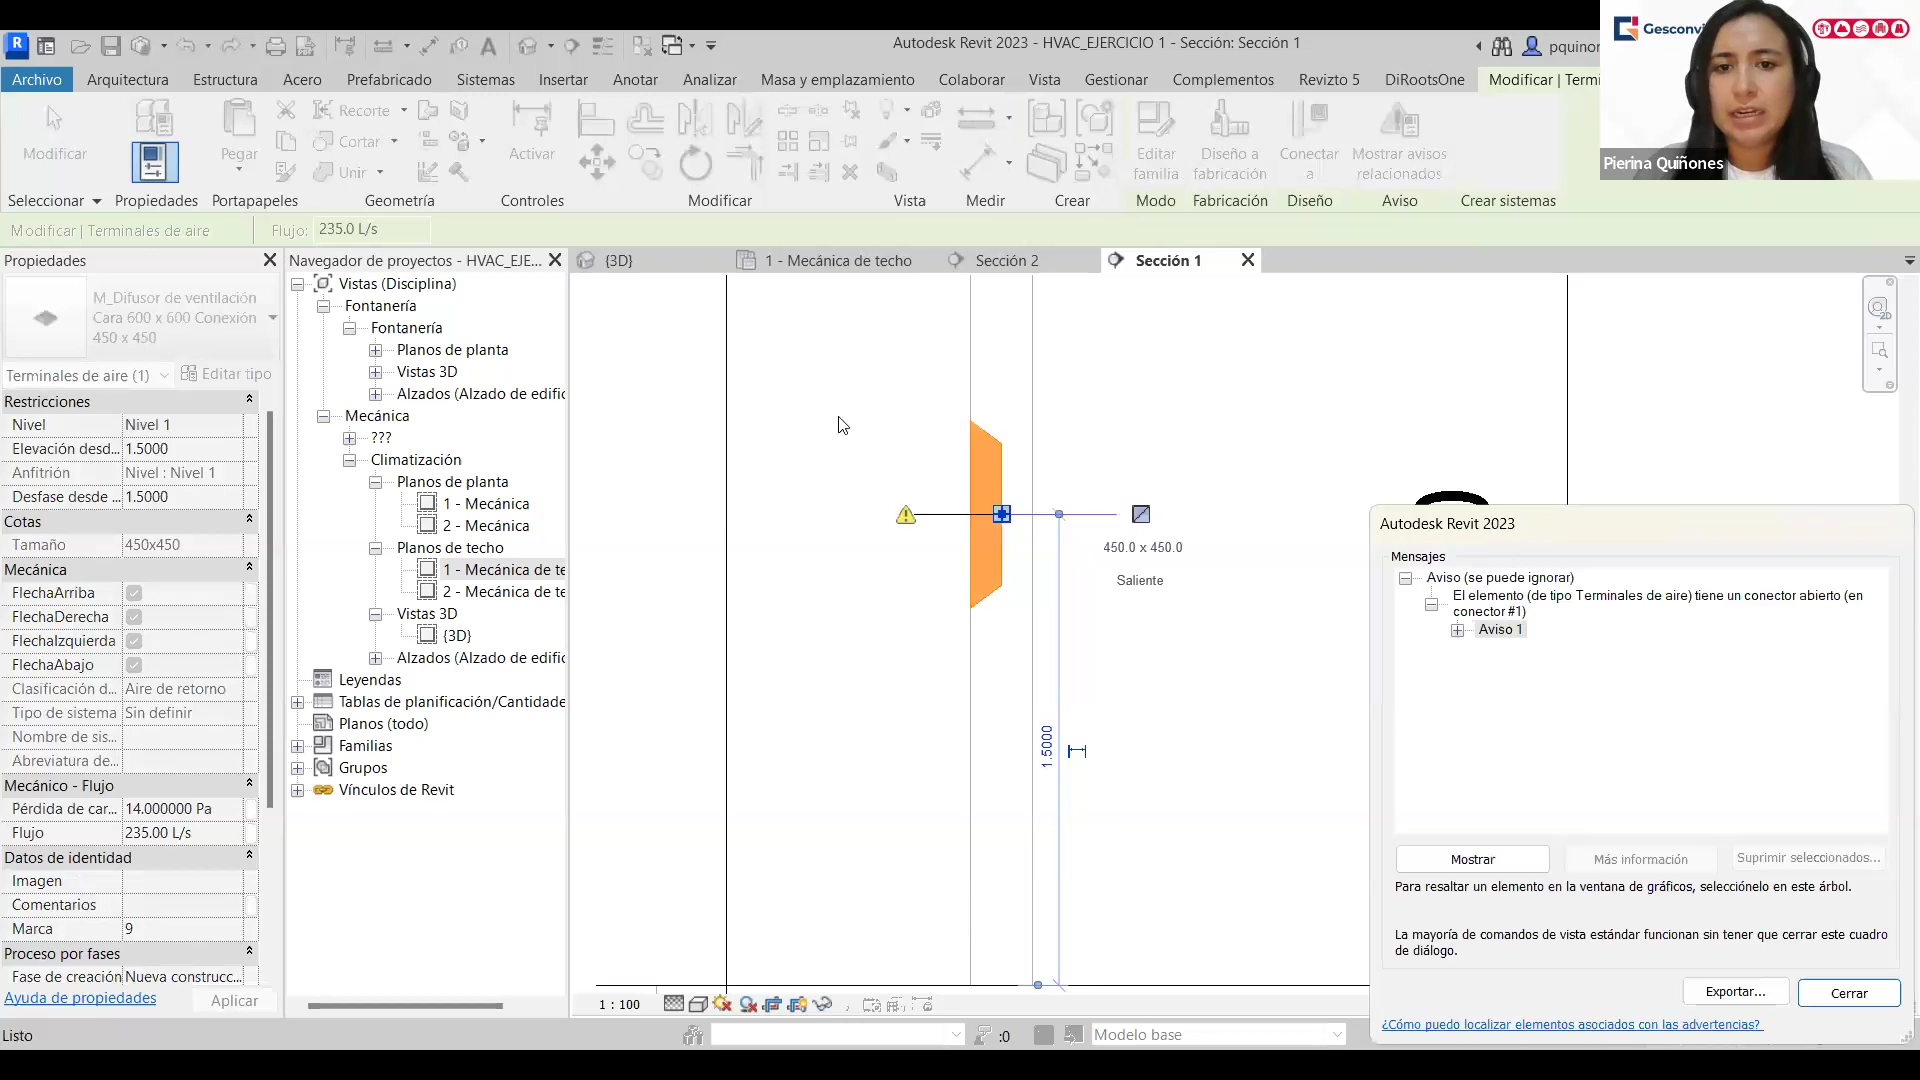 Autodesk Revit 2023 - HVAC_EJERCICIO 1 - Sección: Sección 1
pquinor
Gesconvi
Archivo Arquitectura Estructura Acero Prefabricado Sistemas Insertar Anotar Analizar Masa y emplazamiento Colaborar Vista Gestionar Complementos Revizto 5 DiRootsOne Modificar | Termi
Modificar
Pegar
Recorte
Cortar
Unir
Activar
Editar familia
Diseño a fabricación
Conectar a
Mostrar avisos relacionados
Pierina Quiñones
Seleccionar Propiedades Portapapeles Geometría Controles Modificar Vista Medir Crear Modo Fabricación Diseño Aviso Crear sistemas
Modificar | Terminales de aire Flujo: 235.0 L/s
Propiedades
M_Difusor de ventilación
Cara 600 x 600 Conexión
450 x 450
Terminales de aire (1) Editar tipo
Restricciones
Nivel Nivel 1
Elevación desd... 1.5000
Anfitrión Nivel : Nivel 1
Desfase desde ... 1.5000
Cotas
Tamaño 450x450
Mecánica
FlechaArriba
FlechaDerecha
FlechaIzquierda
FlechaAbajo
Clasificación d... Aire de retorno
Tipo de sistema Sin definir
Nombre de sis...
Abreviatura de...
Mecánico - Flujo
Pérdida de car... 14.000000 Pa
Flujo 235.00 L/s
Datos de identidad
Imagen
Comentarios
Marca 9
Proceso por fases
Fase de creación Nueva construcc...
Ayuda de propiedades Aplicar
Navegador de proyectos - HVAC_EJE...
Vistas (Disciplina)
Fontanería
Fontanería
Planos de planta
Vistas 3D
Alzados (Alzado de edific
Mecánica
???
Climatización
Planos de planta
1 - Mecánica
2 - Mecánica
Planos de techo
1 - Mecánica de te
2 - Mecánica de te
Vistas 3D
{3D}
Alzados (Alzado de edific
Leyendas
Tablas de planificación/Cantidade
Planos (todo)
Familias
Grupos
Vínculos de Revit
{3D} 1 - Mecánica de techo Sección 2 Sección 1
2D
450.0 x 450.0
Saliente
1.5000
1 : 100
Autodesk Revit 2023
Mensajes
Aviso (se puede ignorar)
El elemento (de tipo Terminales de aire) tiene un conector abierto (en
conector #1)
Aviso 1
Mostrar Más información Suprimir seleccionados...
Para resaltar un elemento en la ventana de gráficos, selecciónelo en este árbol.
La mayoría de comandos de vista estándar funcionan sin tener que cerrar este cuadro
de diálogo.
Exportar... Cerrar
¿Cómo puedo localizar elementos asociados con las advertencias?
Listo
:0
Modelo base